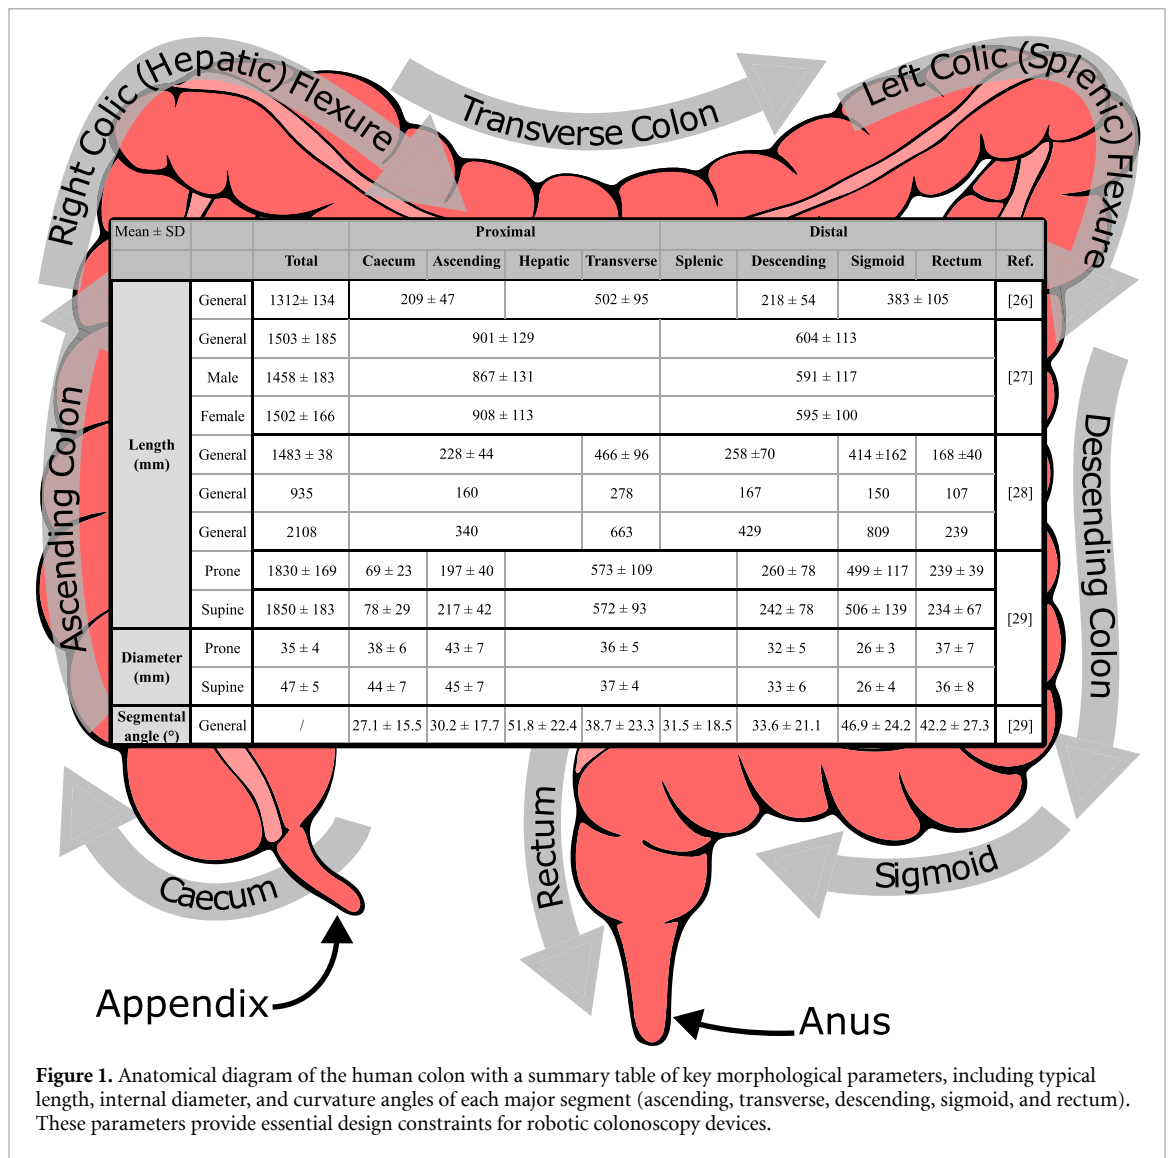 Right Colic (Hepatic) Flexure
Transverse Colon
Left Colic (Splenic) Flexure
Mean ± SD Proximal Distal
Total Caecum Ascending Hepatic Transverse Splenic Descending Sigmoid Rectum Ref.
Length
(mm)
General 1312± 134 209 ± 47 502 ± 95 218 ± 54 383 ± 105 [26]
General 1503 ± 185 901 ± 129 604 ± 113
Male 1458 ± 183 867 ± 131 591 ± 117 [27]
Female 1502 ± 166 908 ± 113 595 ± 100
General 1483 ± 38 228 ± 44 466 ± 96 258 ±70 414 ±162 168 ±40
General 935 160 278 167 150 107 [28]
General 2108 340 663 429 809 239
Prone 1830 ± 169 69 ± 23 197 ± 40 573 ± 109 260 ± 78 499 ± 117 239 ± 39
Supine 1850 ± 183 78 ± 29 217 ± 42 572 ± 93 242 ± 78 506 ± 139 234 ± 67
[29]
Diameter
(mm)
Prone 35 ± 4 38 ± 6 43 ± 7 36 ± 5 32 ± 5 26 ± 3 37 ± 7
Supine 47 ± 5 44 ± 7 45 ± 7 37 ± 4 33 ± 6 26 ± 4 36 ± 8
Segmental
angle (°)
General / 27.1 ± 15.5 30.2 ± 17.7 51.8 ± 22.4 38.7 ± 23.3 31.5 ± 18.5 33.6 ± 21.1 46.9 ± 24.2 42.2 ± 27.3 [29]
Ascending Colon
Descending Colon
Caecum
Rectum
Sigmoid
Appendix
Anus
Figure 1. Anatomical diagram of the human colon with a summary table of key morphological parameters, including typical
length, internal diameter, and curvature angles of each major segment (ascending, transverse, descending, sigmoid, and rectum).
These parameters provide essential design constraints for robotic colonoscopy devices.